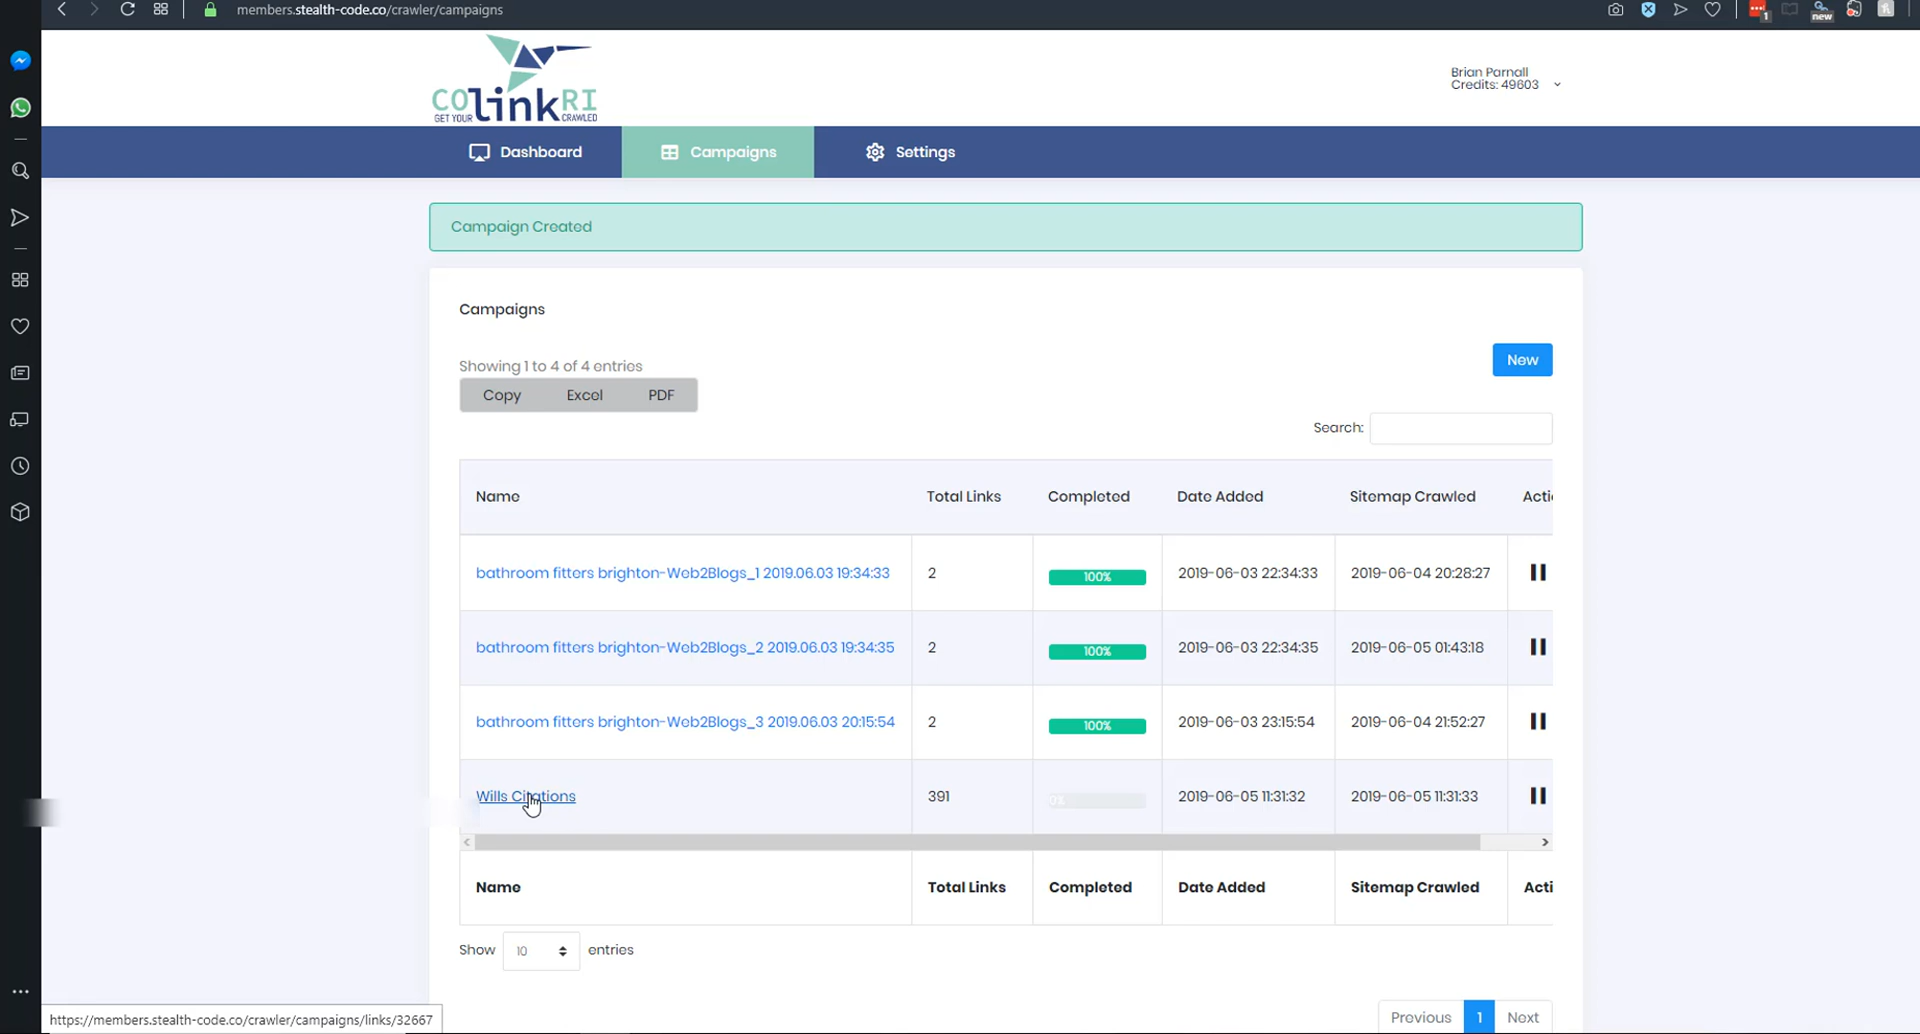 members.stealth-code.co/crawler/campaigns
1
new
COlinkRI
GET YOUR CRAWLED
Brian Parnall
Credits: 49603
Dashboard
Campaigns
Settings
Campaign Created
Campaigns
Showing 1 to 4 of 4 entries
New
Copy Excel PDF
Search:
Name Total Links Completed Date Added Sitemap Crawled Acti
bathroom fitters brighton-Web2Blogs_1 2019.06.03 19:34:33 2 100% 2019-06-03 22:34:33 2019-06-04 20:28:27
bathroom fitters brighton-Web2Blogs_2 2019.06.03 19:34:35 2 100% 2019-06-03 22:34:35 2019-06-05 01:43:18
bathroom fitters brighton-Web2Blogs_3 2019.06.03 20:15:54 2 100% 2019-06-03 23:15:54 2019-06-04 21:52:27
Wills Citations 391 0% 2019-06-05 11:31:32 2019-06-05 11:31:33
Name Total Links Completed Date Added Sitemap Crawled Acti
Show 10 entries
Previous 1 Next
https://members.stealth-code.co/crawler/campaigns/links/32667